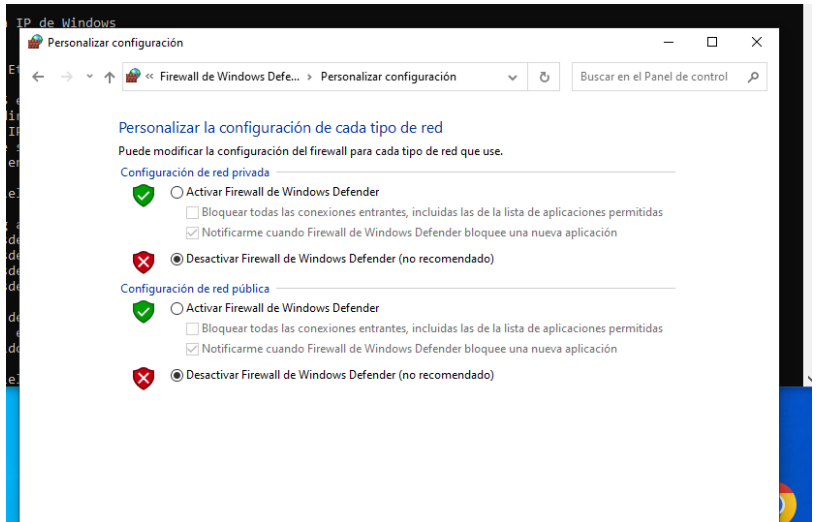 IP de Windows
Personalizar configuración
« Firewall de Windows Defe... › Personalizar configuración
Buscar en el Panel de control
Personalizar la configuración de cada tipo de red
Puede modificar la configuración del firewall para cada tipo de red que use.
Configuración de red privada
Activar Firewall de Windows Defender
Bloquear todas las conexiones entrantes, incluidas las de la lista de aplicaciones permitidas
Notificarme cuando Firewall de Windows Defender bloquee una nueva aplicación
Desactivar Firewall de Windows Defender (no recomendado)
Configuración de red pública
Activar Firewall de Windows Defender
Bloquear todas las conexiones entrantes, incluidas las de la lista de aplicaciones permitidas
Notificarme cuando Firewall de Windows Defender bloquee una nueva aplicación
Desactivar Firewall de Windows Defender (no recomendado)